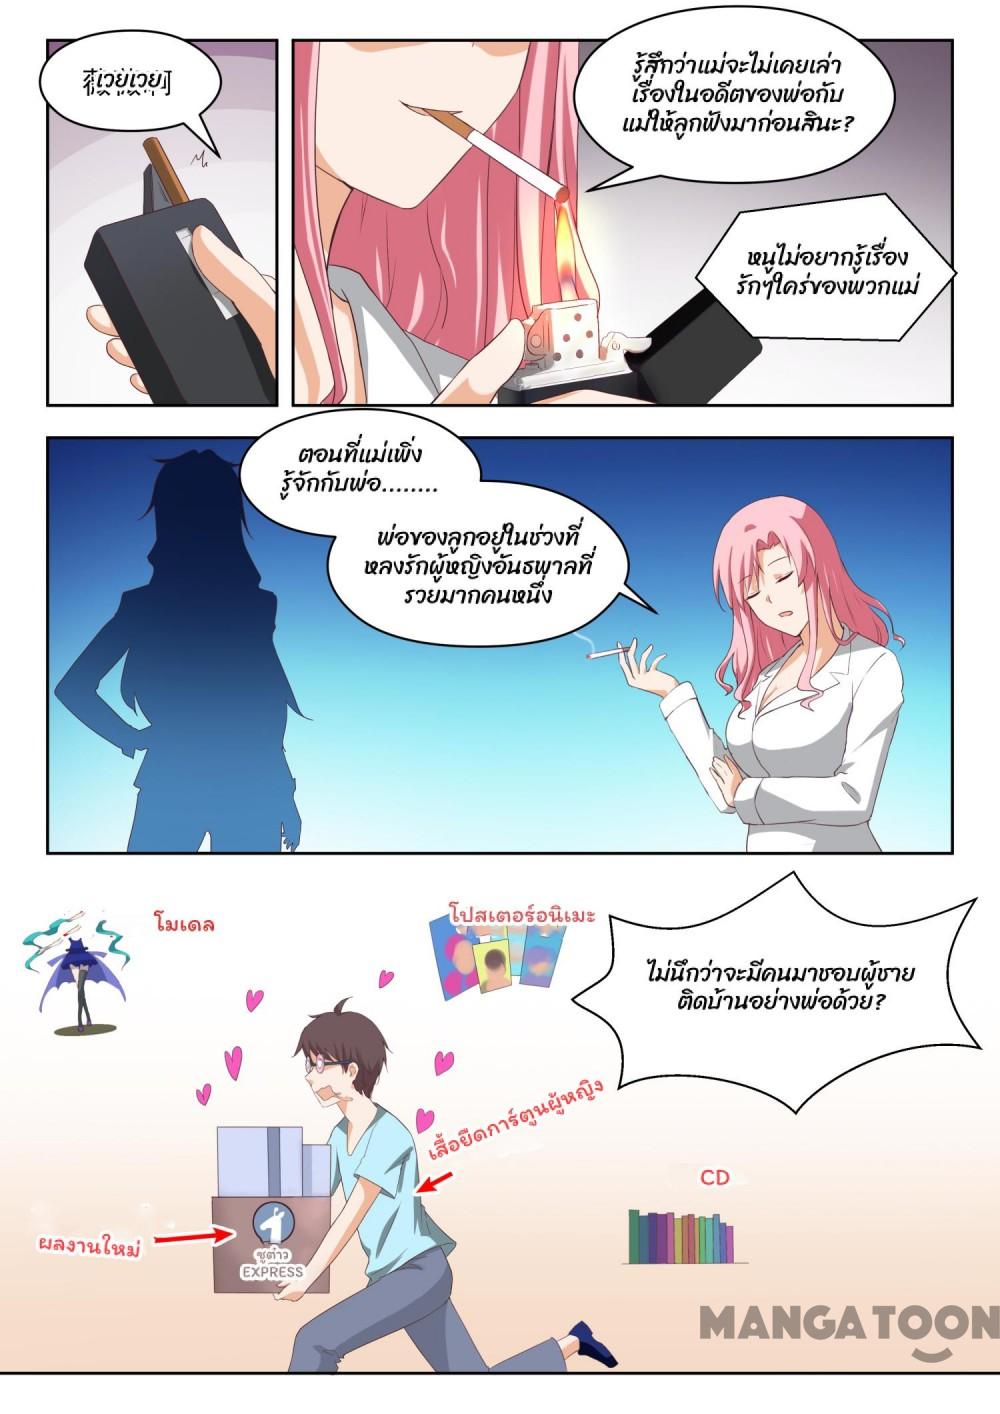 เวยเวย
รู้สึกว่าแม่จะไม่เคยเล่า
เรื่องในอดีตของพ่อกับ
แม่ให้ลูกฟังมาก่อนสินะ?
หนูไม่อยากรู้เรื่อง
รักๆใคร่ของพวกแม่
ตอนที่แม่เพิ่ง
รู้จักกับพ่อ........
พ่อของลูกอยู่ในช่วงที่
หลงรักผู้หญิงอันธพาลที่
รวยมากคนหนึ่ง
โมเดล
โปสเตอร์อนิเมะ
ไม่นึกว่าจะมีคนมาชอบผู้ชาย
ติดบ้านอย่างพ่อด้วย?
เสื้อยืดการ์ตูนผู้หญิง
CD
ผลงานใหม่
ซูต๋าว
EXPRESS
MANGATOON